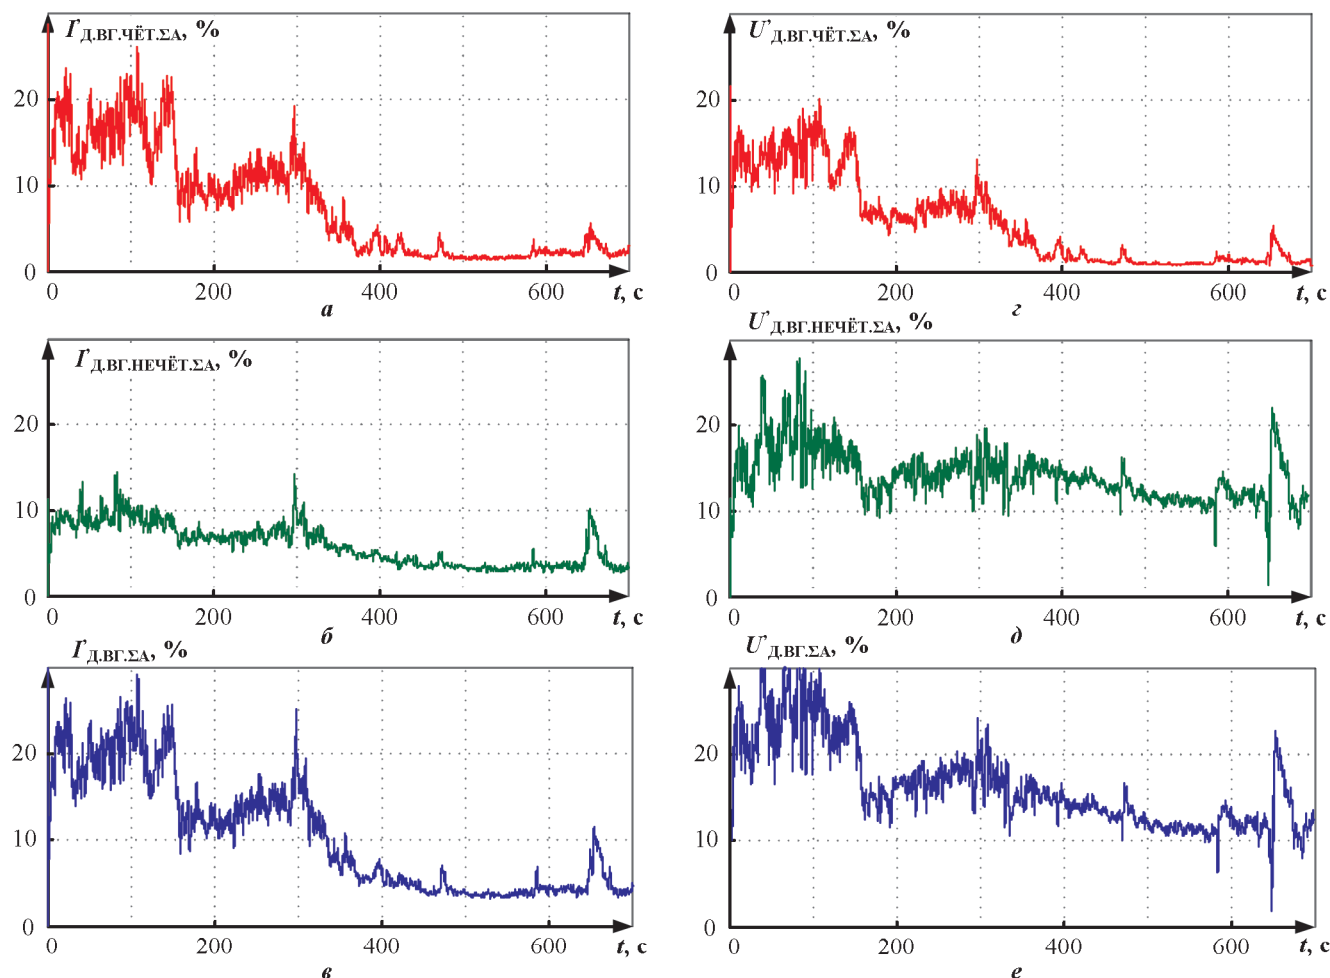 I′Д.ВГ.ЧЁТ.ΣА, %
20
10
0
0
200
400
600
t, с
а
U′Д.ВГ.ЧЁТ.ΣА, %
20
10
0
0
200
400
600
t, с
г
I′Д.ВГ.НЕЧЁТ.ΣА, %
20
10
0
0
200
400
600
t, с
б
U′Д.ВГ.НЕЧЁТ.ΣА, %
20
10
0
0
200
400
600
t, с
д
I′Д.ВГ.ΣА, %
20
10
0
0
200
400
600
t, с
в
U′Д.ВГ.ΣА, %
20
10
0
0
200
400
600
t, с
е